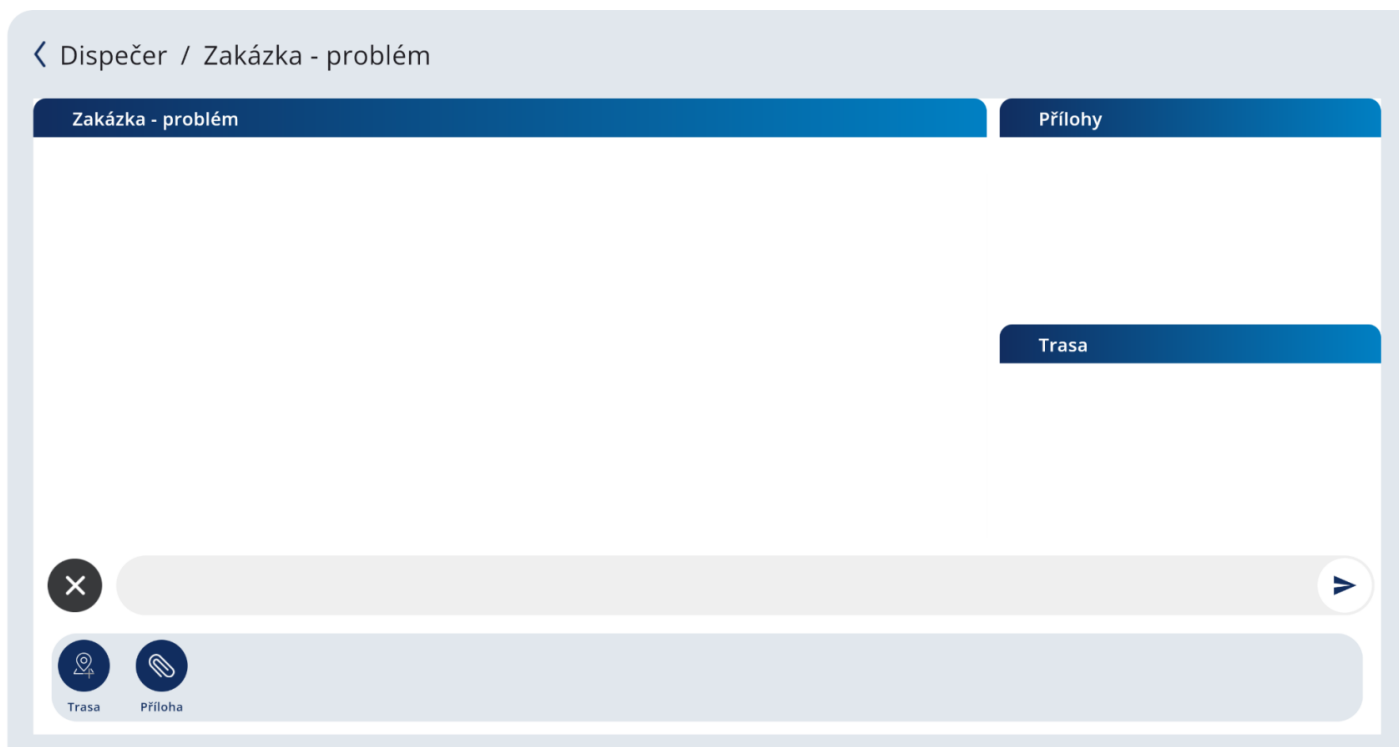 Dispečer / Zakázka - problém
Zakázka - problém
Přílohy
Trasa
Trasa
Příloha